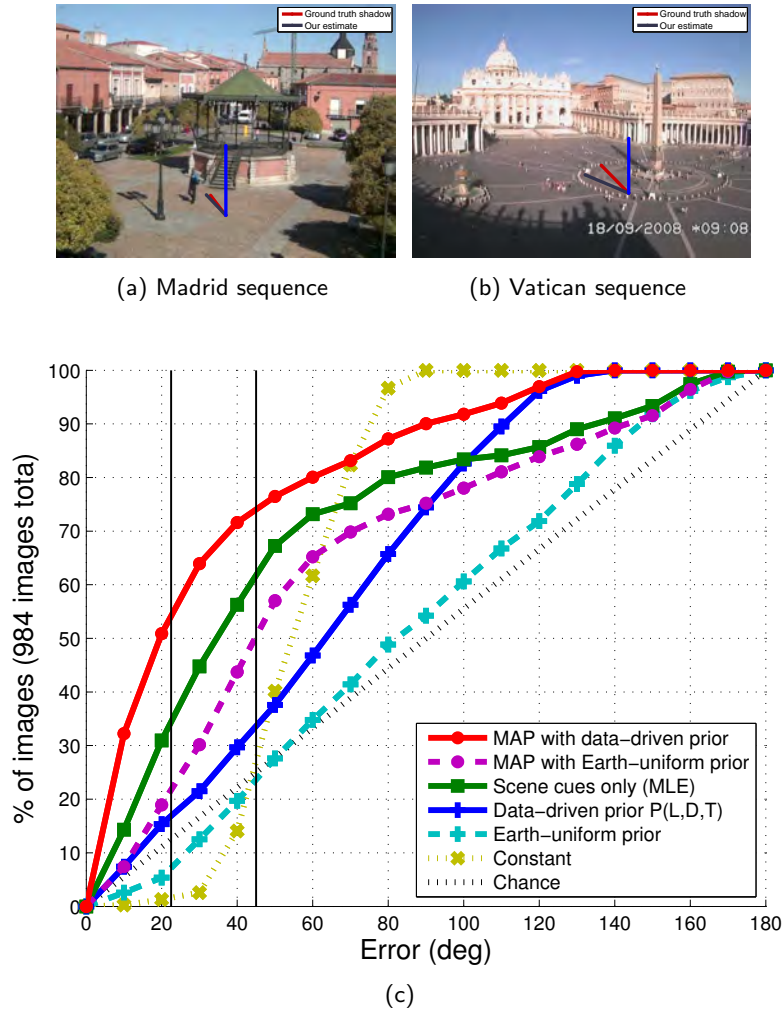 Ground truth shadow
Our estimate
Ground truth shadow
Our estimate
18/09/2008 *09:08
(a) Madrid sequence
(b) Vatican sequence
100
90
80
70
60
50
40
30
20
10
0
% of images (984 images tota)
0 20 40 60 80 100 120 140 160 180
Error (deg)
MAP with data-driven prior
MAP with Earth-uniform prior
Scene cues only (MLE)
Data-driven prior P(L,D,T)
Earth-uniform prior
Constant
Chance
(c)